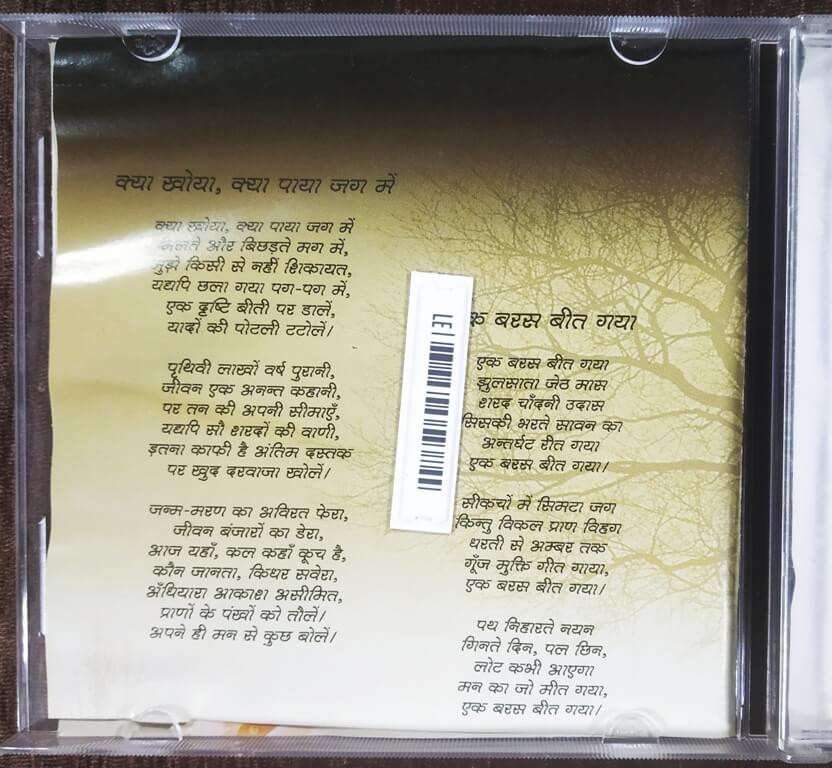 क्या खोया, क्या पाया जग में
क्या खोया, क्या पाया जग में
मिलते और बिछड़ते मग में,
मुझे किसी से नहीं शिकायत,
यद्यपि छला गया पग-पग में,
एक दृष्टि बीती पर डालें,
यादों की पोटली टटोलें।
पृथिवी लाखों वर्ष पुरानी,
जीवन एक अनन्त कहानी,
पर तन की अपनी सीमाएँ,
यद्यपि सौ शरदों की वाणी,
इतना काफी है अंतिम दस्तक
पर खुद दरवाजा खोलें।
जन्म-मरण का अविरत फेरा,
जीवन बंजारों का डेरा,
आज यहाँ, कल कहाँ कूच है,
कौन जानता, किधर सवेरा,
अँधियारा आकाश असीमित,
प्राणों के पंखों को तौलें।
अपने ही मन से कुछ बोलें।
LE
बरस बीत गया
एक बरस बीत गया
झुलसाता जेठ मास
शरद चाँदनी उदास
सिसकी भरते सावन का
अन्तर्घट रीत गया
एक बरस बीत गया।
सीकचों में सिमटा जग
किन्तु विकल प्राण विहग
धरती से अम्बर तक
गूँज मुक्ति गीत गाया,
एक बरस बीत गया।
पथ निहारते नयन
गिनते दिन, पल छिन,
लोट कभी आएगा
मन का जो मीत गया,
एक बरस बीत गया।